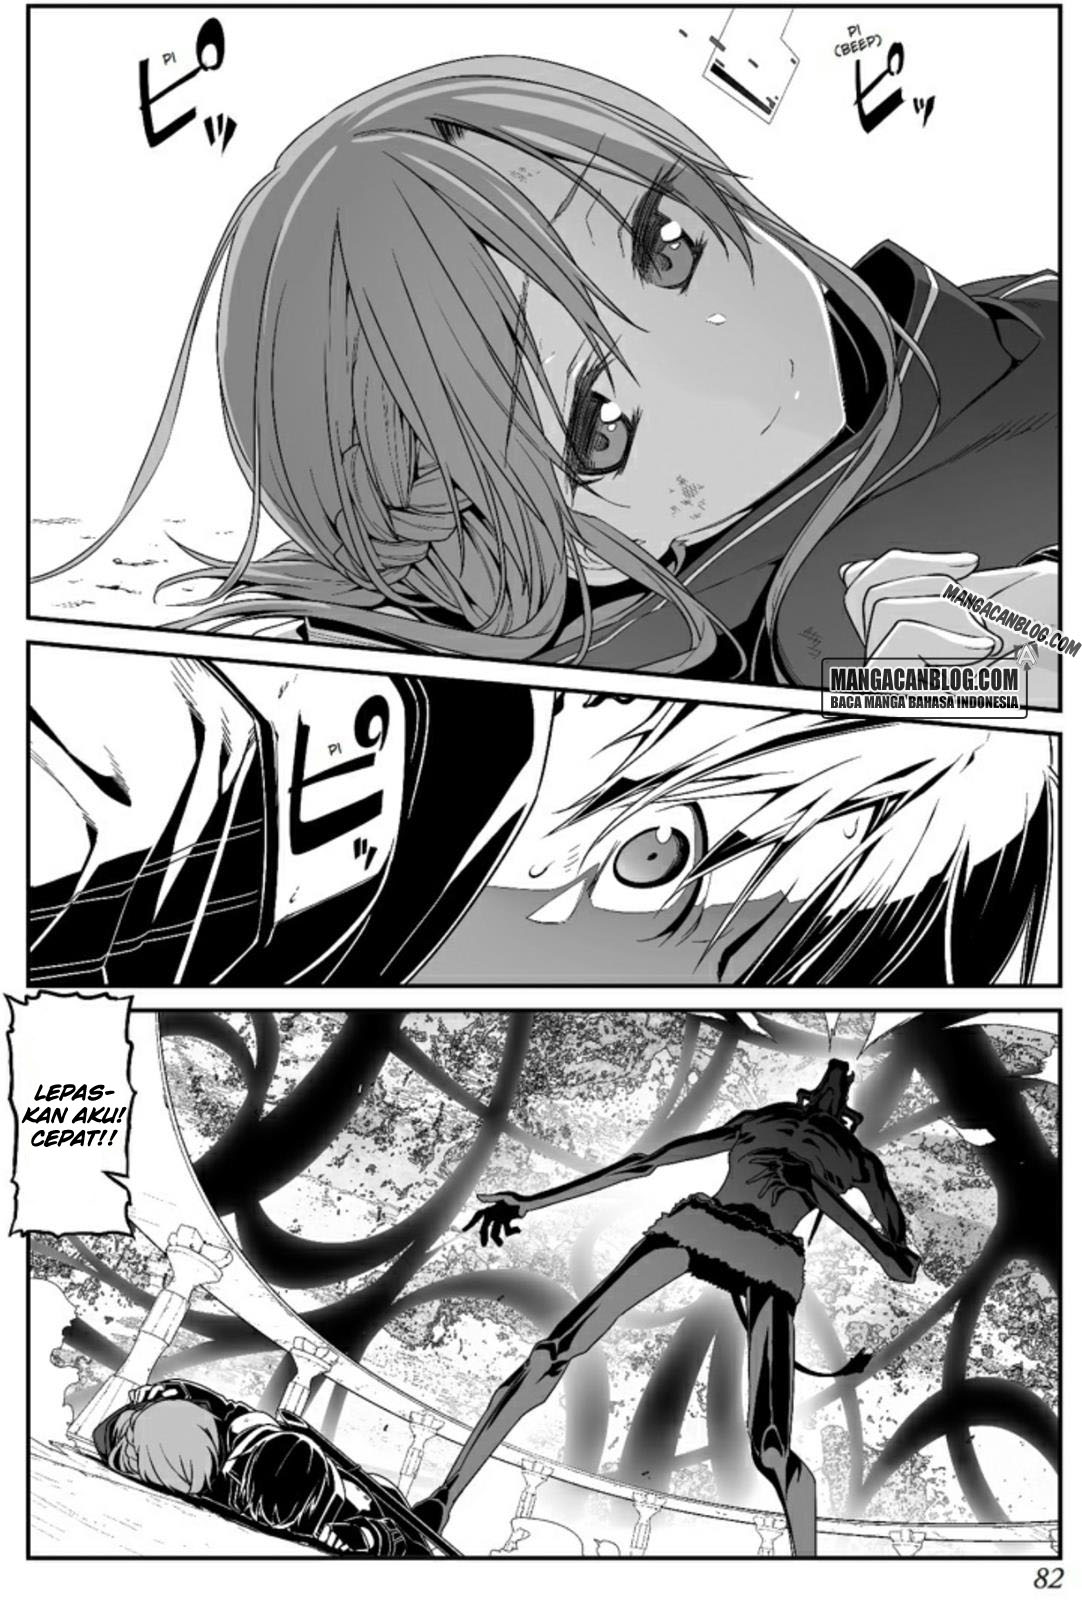 PI
ピッ
PI
(BEEP)
ピッ
MANGACANBLOG.COM
MANGACANBLOG.COM
BACA MANGA BAHASA INDONESIA
PI
ピッ
LEPAS-
KAN AKU!
CEPAT!!
82